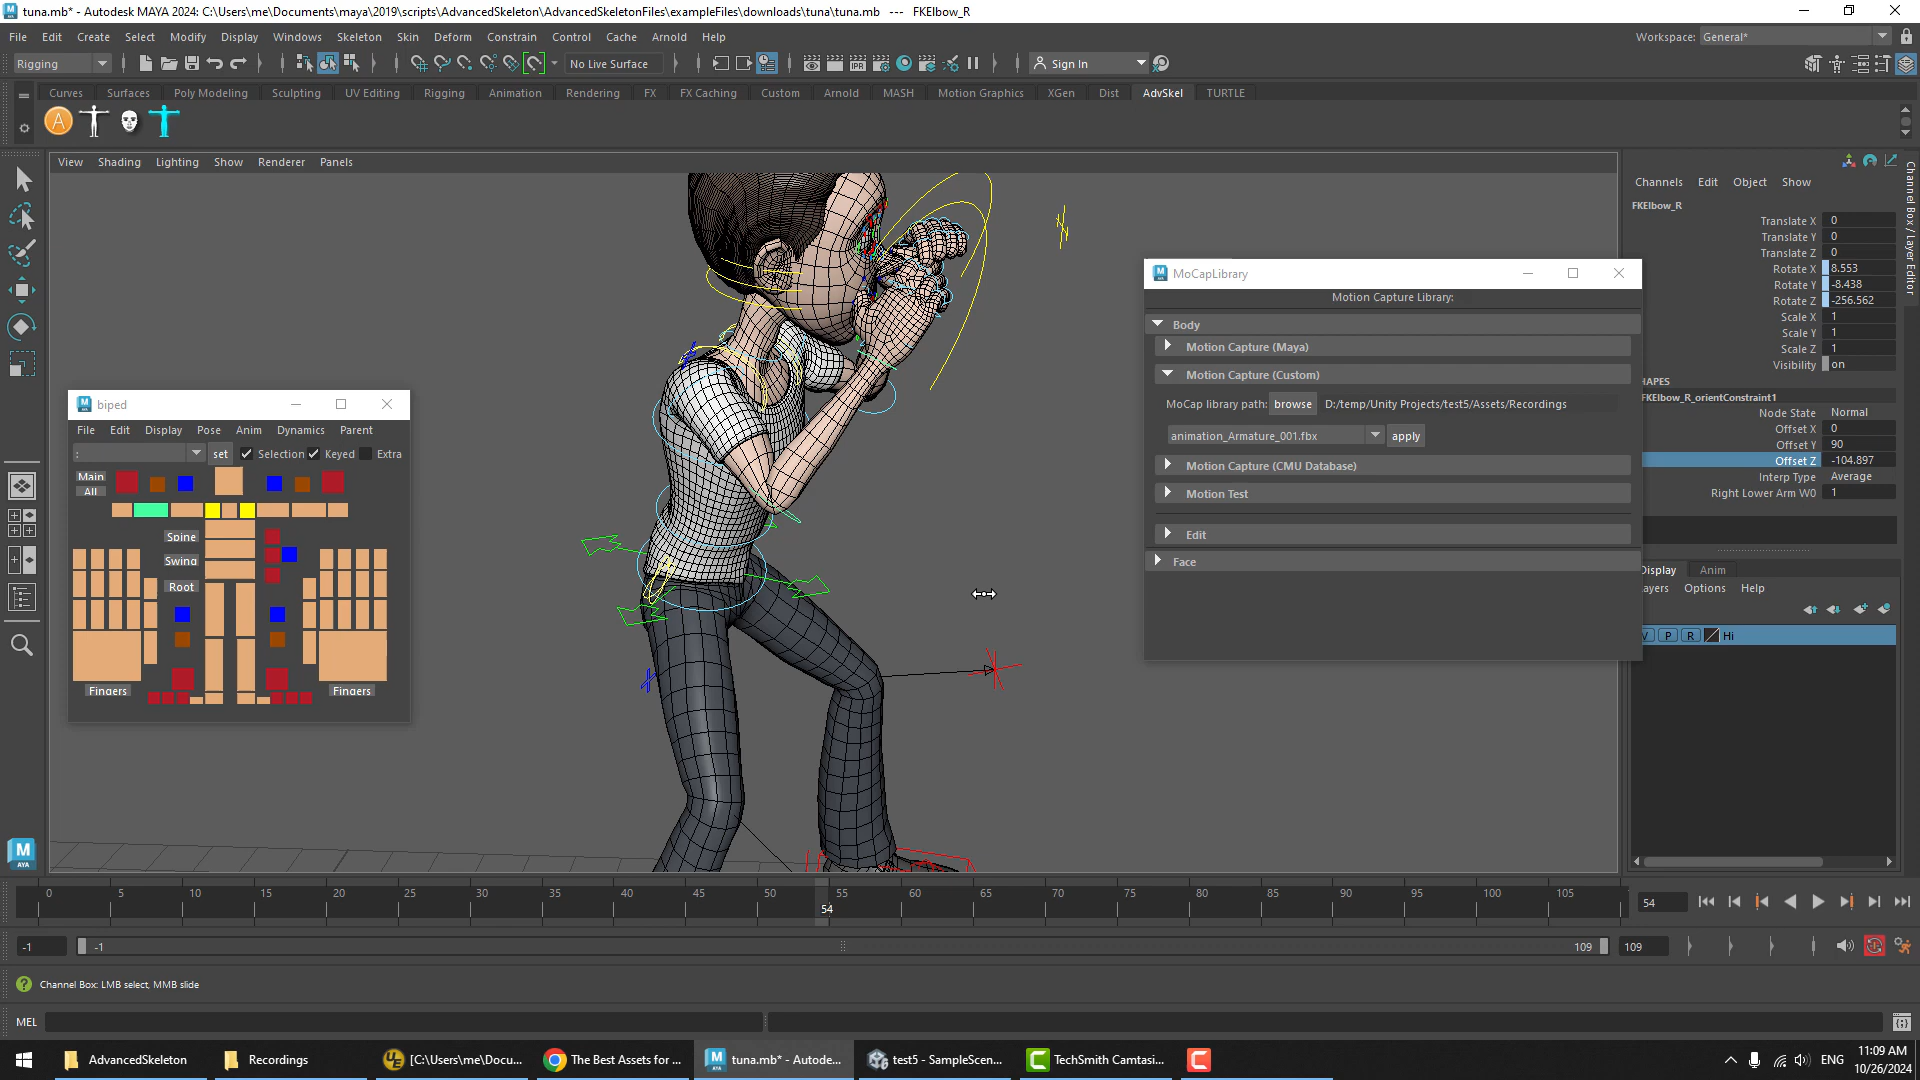 tuna.mb* - Autodesk MAYA 2024: C:\Users\me\Documents\maya\2019\scripts\AdvancedSkeleton\AdvancedSkeletonFiles\exampleFiles\downloads\tuna\tuna.mb --- FKElbow_R
File Edit Create Select Modify Display Windows Skeleton Skin Deform Constrain Control Cache Arnold Help
Workspace: General*
Rigging
No Live Surface
Sign In
Curves Surfaces Poly Modeling Sculpting UV Editing Rigging Animation Rendering FX FX Caching Custom Arnold MASH Motion Graphics XGen Dist AdvSkel TURTLE
View Shading Lighting Show Renderer Panels
Channels Edit Object Show
Channel Box / Layer Editor
FKElbow_R
Translate X 0
Translate Y 0
Translate Z 0
Rotate X 8.553
Rotate Y -8.438
Rotate Z -256.562
Scale X 1
Scale Y 1
Scale Z 1
Visibility on
HAPES
FKElbow_R_orientConstraint1
Node State Normal
Offset X 0
Offset Y 90
Offset Z -104.897
Interp Type Average
Right Lower Arm W0 1
MoCapLibrary
Motion Capture Library:
Body
Motion Capture (Maya)
Motion Capture (Custom)
MoCap library path: browse D:/temp/Unity Projects/test5/Assets/Recordings
animation_Armature_001.fbx apply
Motion Capture (CMU Database)
Motion Test
Edit
Face
biped
File Edit Display Pose Anim Dynamics Parent
: set Selection Keyed Extra
Main
All
Spine
Swing
Root
Fingers Fingers
Display Anim
ayers Options Help
V P R Hi
0 5 10 15 20 25 30 35 40 45 50 55 60 65 70 75 80 85 90 95 100 105
54
54
-1 -1 109 109
Channel Box: LMB select, MMB slide
MEL
AdvancedSkeleton
Recordings
[C:\Users\me\Docu...
The Best Assets for ...
tuna.mb* - Autode...
test5 - SampleScen...
TechSmith Camtasi...
ENG
11:09 AM
10/26/2024